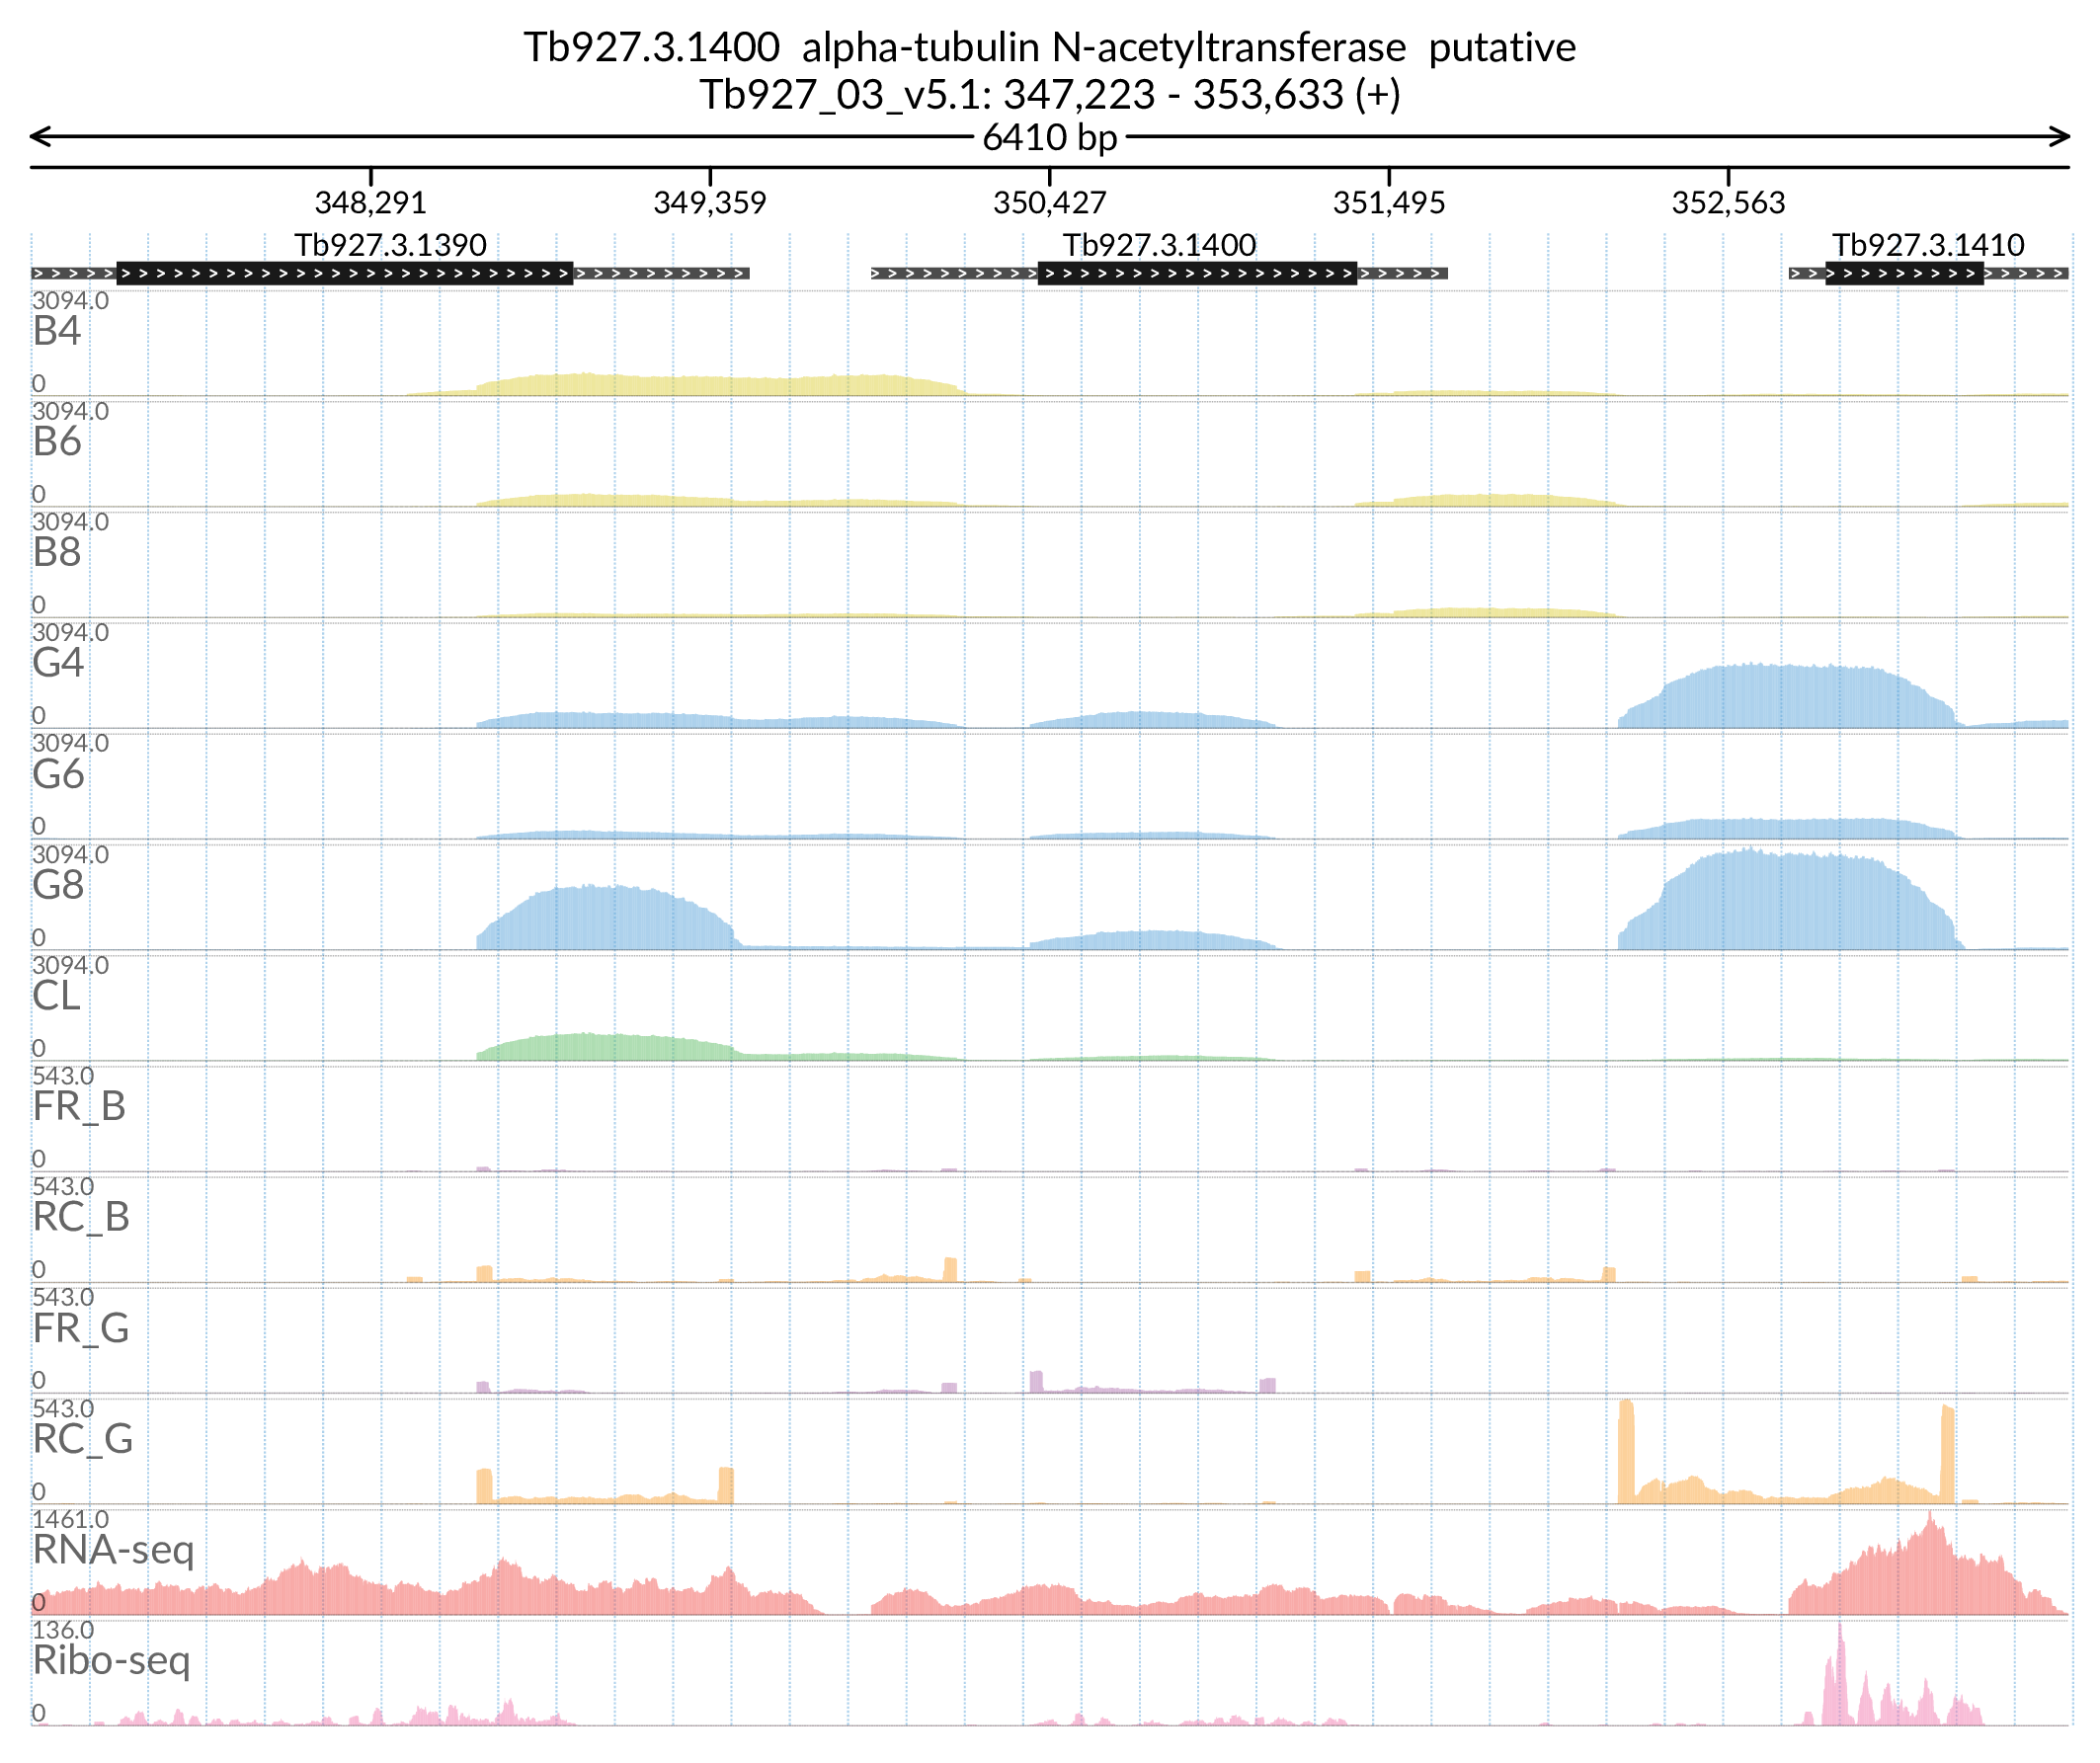 Tb927.3.1400 alpha-tubulin N-acetyltransferase putative
Tb927_03_v5.1: 347,223 - 353,633 (+)
6410 bp
348,291 349,359 350,427 351,495 352,563
Tb927.3.1390 Tb927.3.1400 Tb927.3.1410
3094.0
B4
0
3094.0
B6
0
3094.0
B8
0
3094.0
G4
0
3094.0
G6
0
3094.0
G8
0
3094.0
CL
0
543.0
FR_B
0
543.0
RC_B
0
543.0
FR_G
0
543.0
RC_G
0
1461.0
RNA-seq
0
136.0
Ribo-seq
0